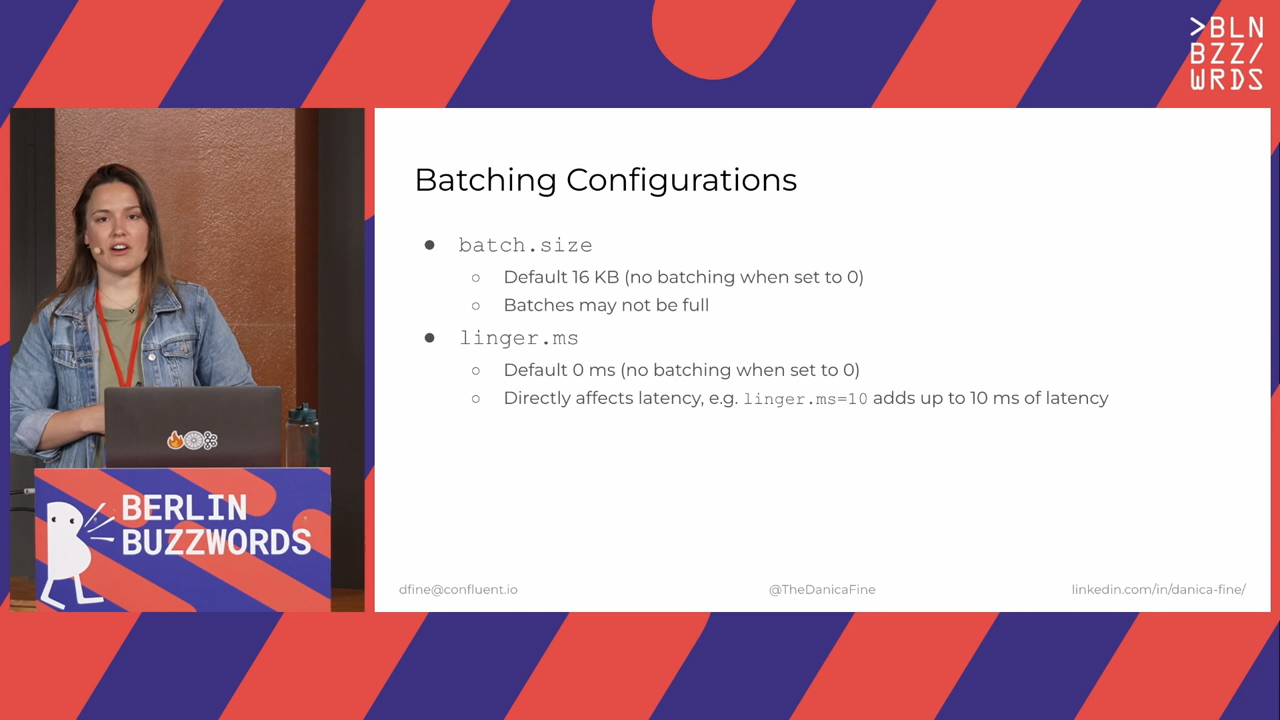 >BLN
BZZ/
WRDS
Batching Configurations
● batch.size
○ Default 16 KB (no batching when set to 0)
○ Batches may not be full
● linger.ms
○ Default 0 ms (no batching when set to 0)
○ Directly affects latency, e.g. linger.ms=10 adds up to 10 ms of latency
BERLIN
BUZZWORDS
dfine@confluent.io
@TheDanicaFine
linkedin.com/in/danica-fine/